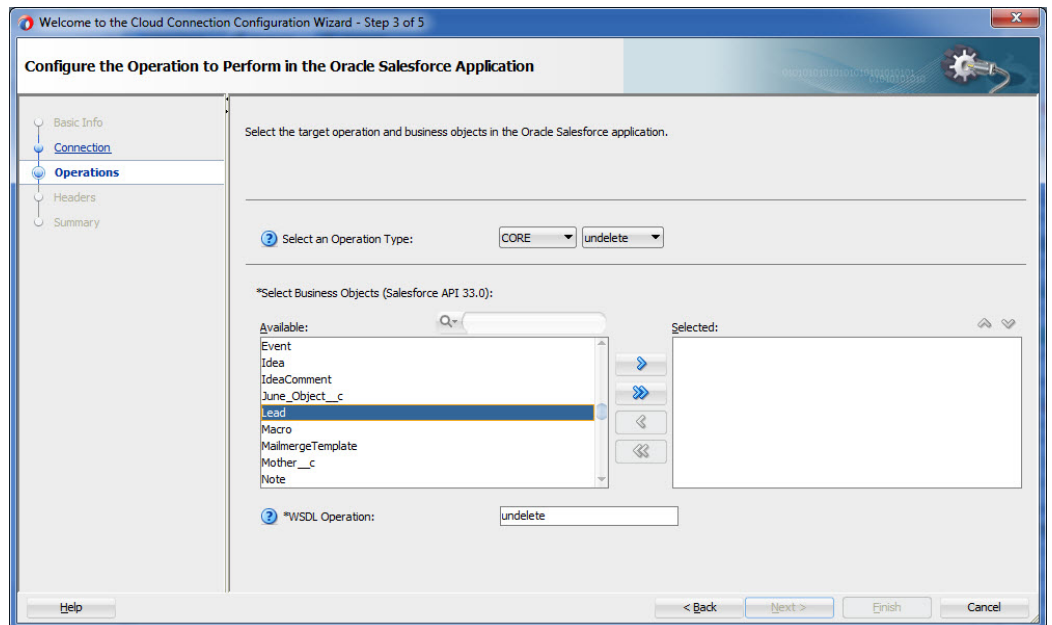 Welcome to the Cloud Connection Configuration Wizard - Step 3 of 5
Configure the Operation to Perform in the Oracle Salesforce Application
Basic Info
Connection
Operations
Headers
Summary
Select the target operation and business objects in the Oracle Salesforce application.
Select an Operation Type: CORE undelete
*Select Business Objects (Salesforce API 33.0):
Available: Selected:
Event
Idea
IdeaComment
June_Object__c
Lead
Macro
MailmergeTemplate
Mother__c
Note
*WSDL Operation: undelete
Help < Back Next > Finish Cancel